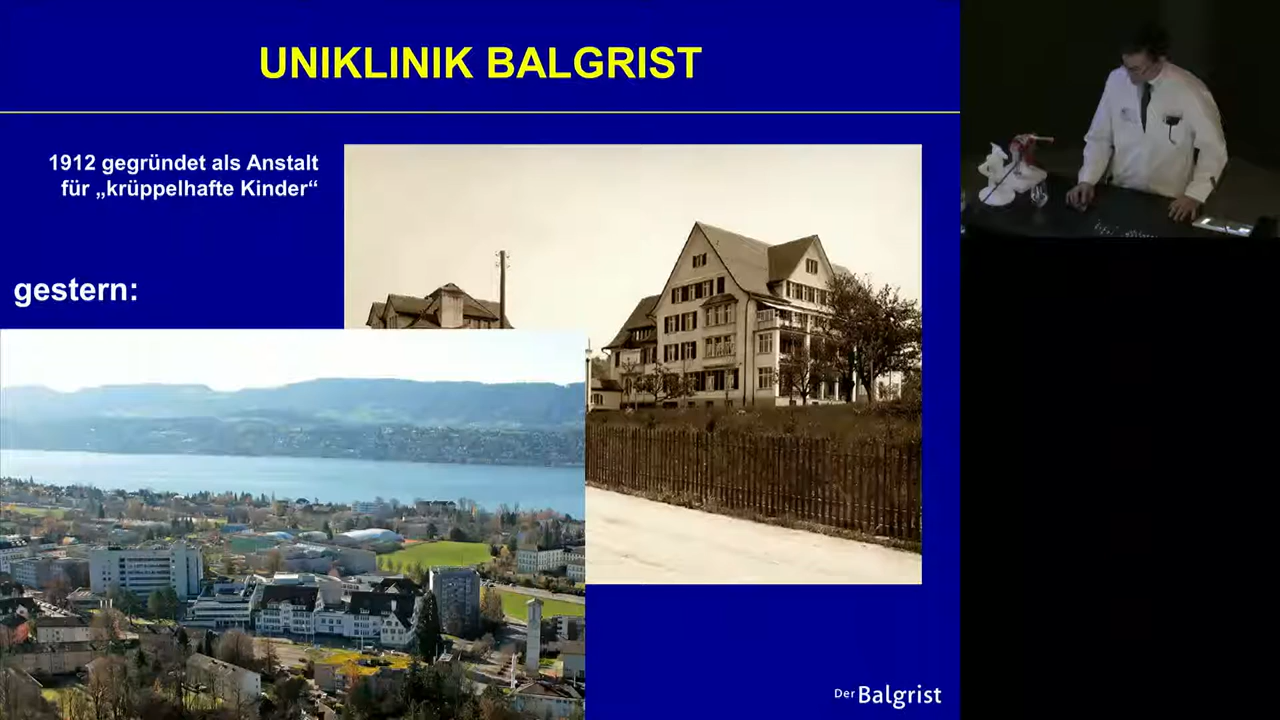 UNIKLINIK BALGRIST
1912 gegründet als Anstalt
für „krüppelhafte Kinder“
gestern:
Der Balgrist